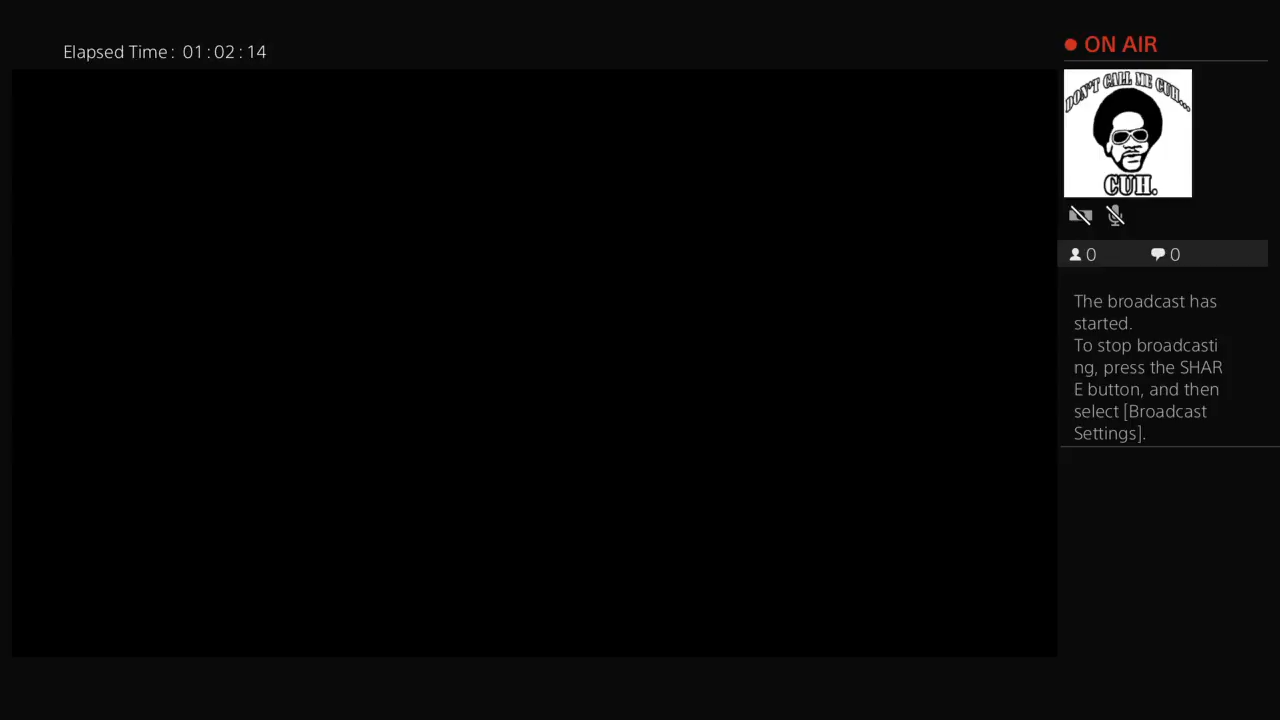 Elapsed Time: 01:02:14
ON AIR
DON'T CALL ME CUH...
CUH.
0
0
The broadcast has
started.
To stop broadcasti
ng, press the SHAR
E button, and then
select [Broadcast
Settings].